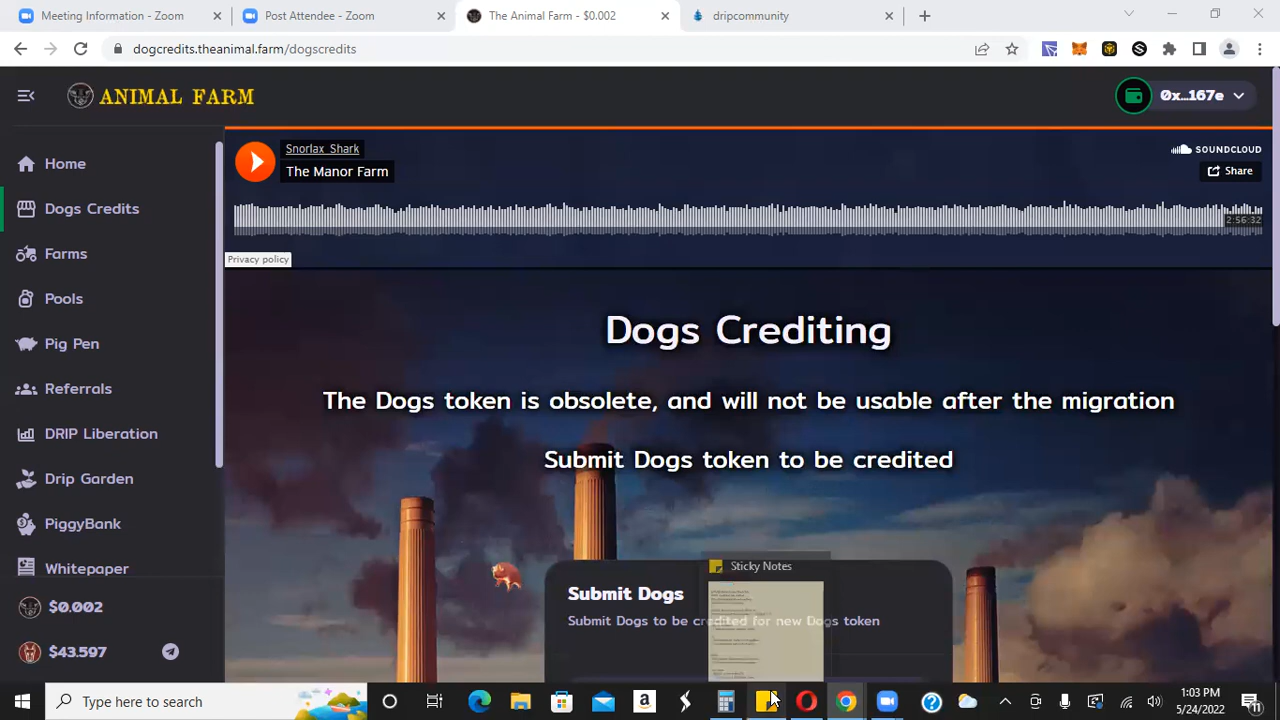 Meeting Information - Zoom
Post Attendee - Zoom
The Animal Farm - $0.002
dripcommunity
dogcredits.theanimal.farm/dogscredits
ANIMAL FARM
0x...167e
Home
Dogs Credits
Farms
Pools
Pig Pen
Referrals
DRIP Liberation
Drip Garden
PiggyBank
Whitepaper
$0.002
$3.597
Snorlax Shark
The Manor Farm
SOUNDCLOUD
Share
2:56:32
Privacy policy
Dogs Crediting
The Dogs token is obsolete, and will not be usable after the migration
Submit Dogs token to be credited
Sticky Notes
Submit Dogs
Submit Dogs to be credited for new Dogs token
Type here to search
1:03 PM
5/24/2022
11